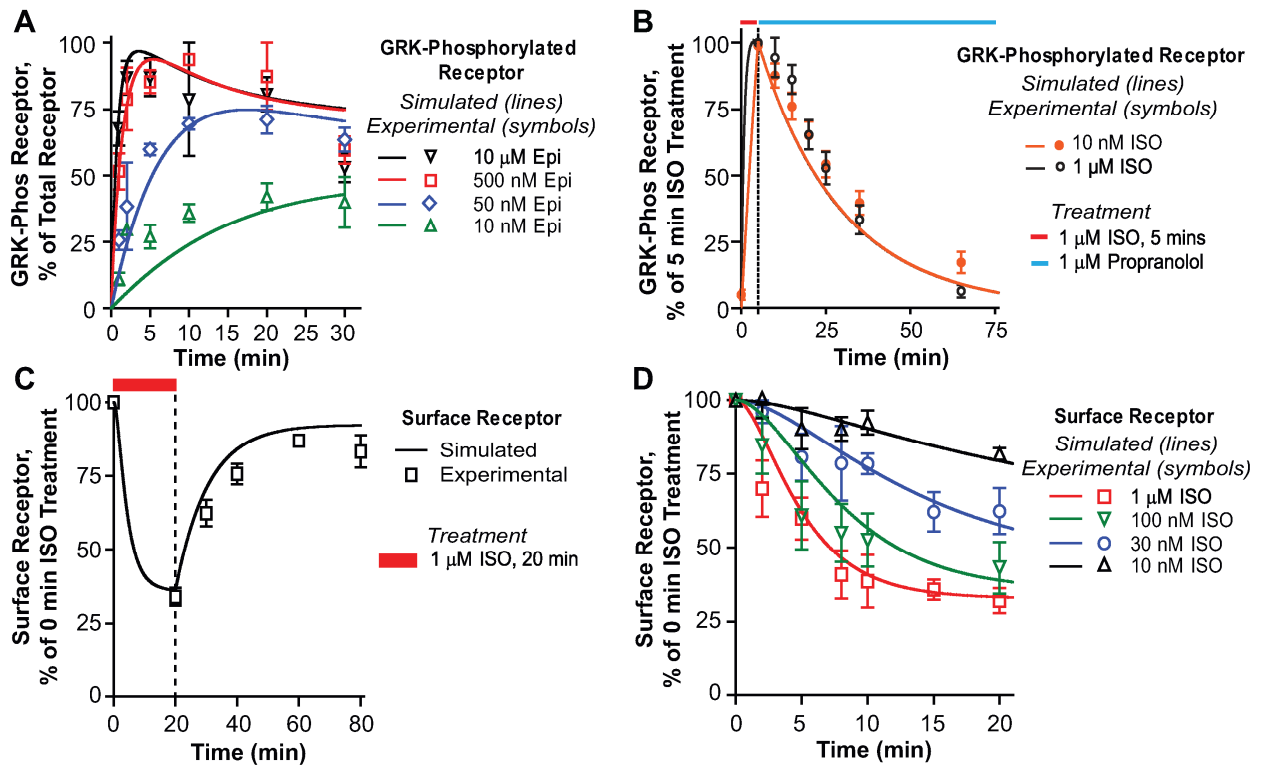 A
GRK-Phos Receptor,
% of Total Receptor
100
75
50
25
0
0 5 10 15 20 25 30
Time (min)
GRK-Phosphorylated
Receptor
Simulated (lines)
Experimental (symbols)
10 µM Epi
500 nM Epi
50 nM Epi
10 nM Epi
B
GRK-Phos Receptor,
% of 5 min ISO Treatment
100
75
50
25
0
0 25 50 75
Time (min)
GRK-Phosphorylated Receptor
Simulated (lines)
Experimental (symbols)
10 nM ISO
1 µM ISO
Treatment
1 µM ISO, 5 mins
1 µM Propranolol
C
Surface Receptor,
% of 0 min ISO Treatment
100
75
50
25
0
0 20 40 60 80
Time (min)
Surface Receptor
Simulated
Experimental
Treatment
1 µM ISO, 20 min
D
Surface Receptor,
% of 0 min ISO Treatment
100
75
50
25
0
0 5 10 15 20
Time (min)
Surface Receptor
Simulated (lines)
Experimental (symbols)
1 µM ISO
100 nM ISO
30 nM ISO
10 nM ISO